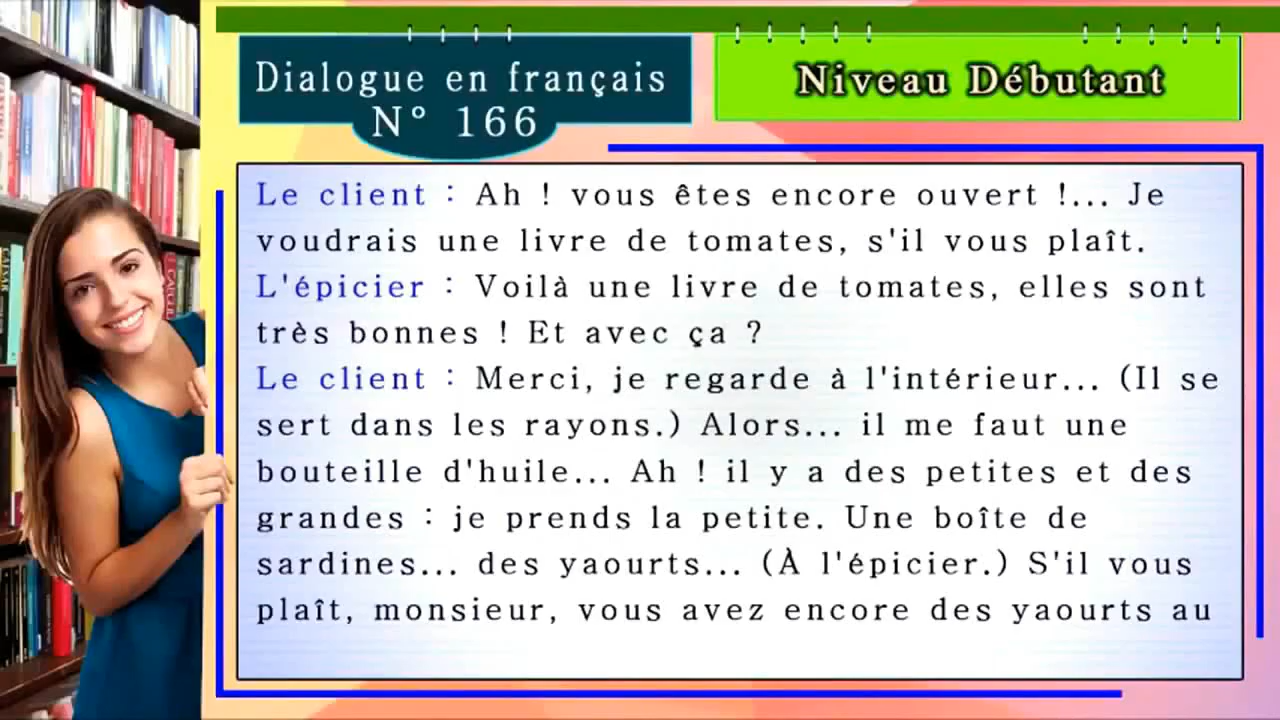 Dialogue en français
N° 166
Niveau Débutant
Le client : Ah ! vous êtes encore ouvert !... Je
voudrais une livre de tomates, s'il vous plaît.
L'épicier : Voilà une livre de tomates, elles sont
très bonnes ! Et avec ça ?
Le client : Merci, je regarde à l'intérieur... (Il se
sert dans les rayons.) Alors... il me faut une
bouteille d'huile... Ah ! il y a des petites et des
grandes : je prends la petite. Une boîte de
sardines... des yaourts... (À l'épicier.) S'il vous
plaît, monsieur, vous avez encore des yaourts au